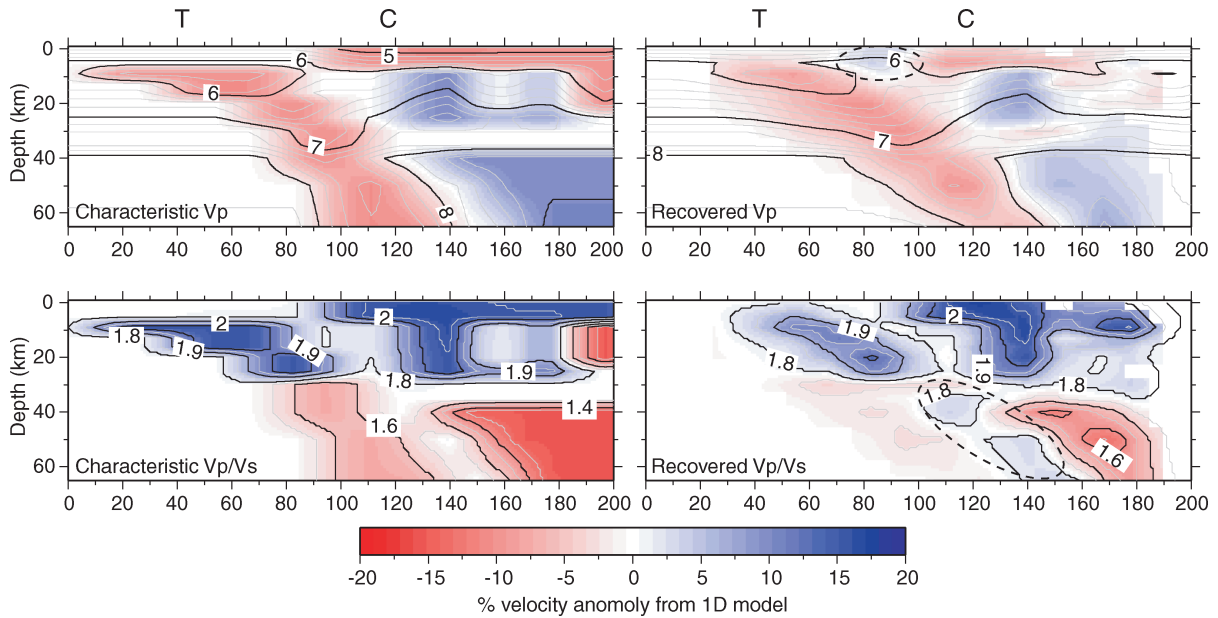 T C T C
0 20 40 60 Depth (km)
6 5 6 7 8
Characteristic Vp
0 20 40 60 80 100 120 140 160 180 200
6 7 8
Recovered Vp
0 20 40 60 80 100 120 140 160 180 200
0 20 40 60 Depth (km)
2 2 1.8 1.9 1.9 1.8 1.9 1.4 1.6
Characteristic Vp/Vs
0 20 40 60 80 100 120 140 160 180 200
2 1.9 1.8 1.9 1.8 1.8 1.6
Recovered Vp/Vs
0 20 40 60 80 100 120 140 160 180 200
-20 -15 -10 -5 0 5 10 15 20
% velocity anomoly from 1D model